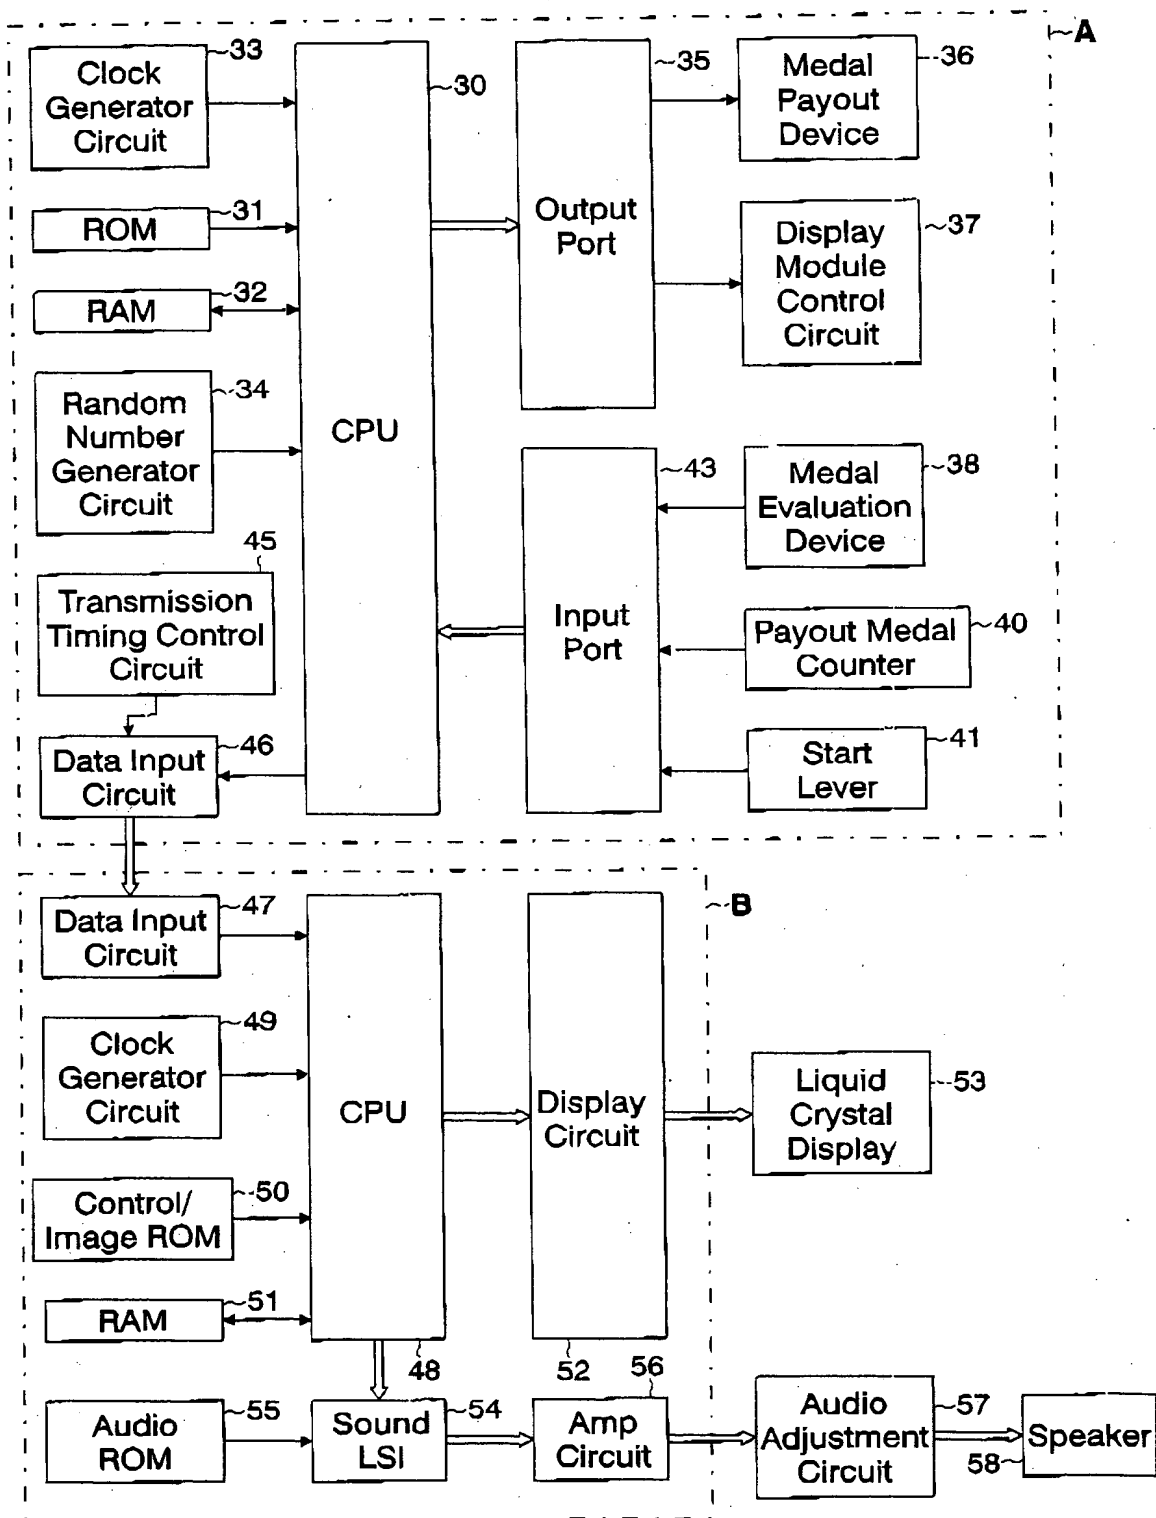 A
Clock
Generator
Circuit
33
30
35
Medal
Payout
Device
36
ROM
31
Output
Port
Display
Module
Control
Circuit
37
RAM
32
Random
Number
Generator
Circuit
34
CPU
43
Medal
Evaluation
Device
38
45
Transmission
Timing Control
Circuit
Input
Port
Payout Medal
Counter
40
Data Input
Circuit
46
Start
Lever
41
B
Data Input
Circuit
47
Clock
Generator
Circuit
49
CPU
Display
Circuit
Liquid
Crystal
Display
53
Control/
Image ROM
50
RAM
51
48
52
56
Audio
ROM
55
Sound
LSI
54
Amp
Circuit
Audio
Adjustment
Circuit
57
58
Speaker